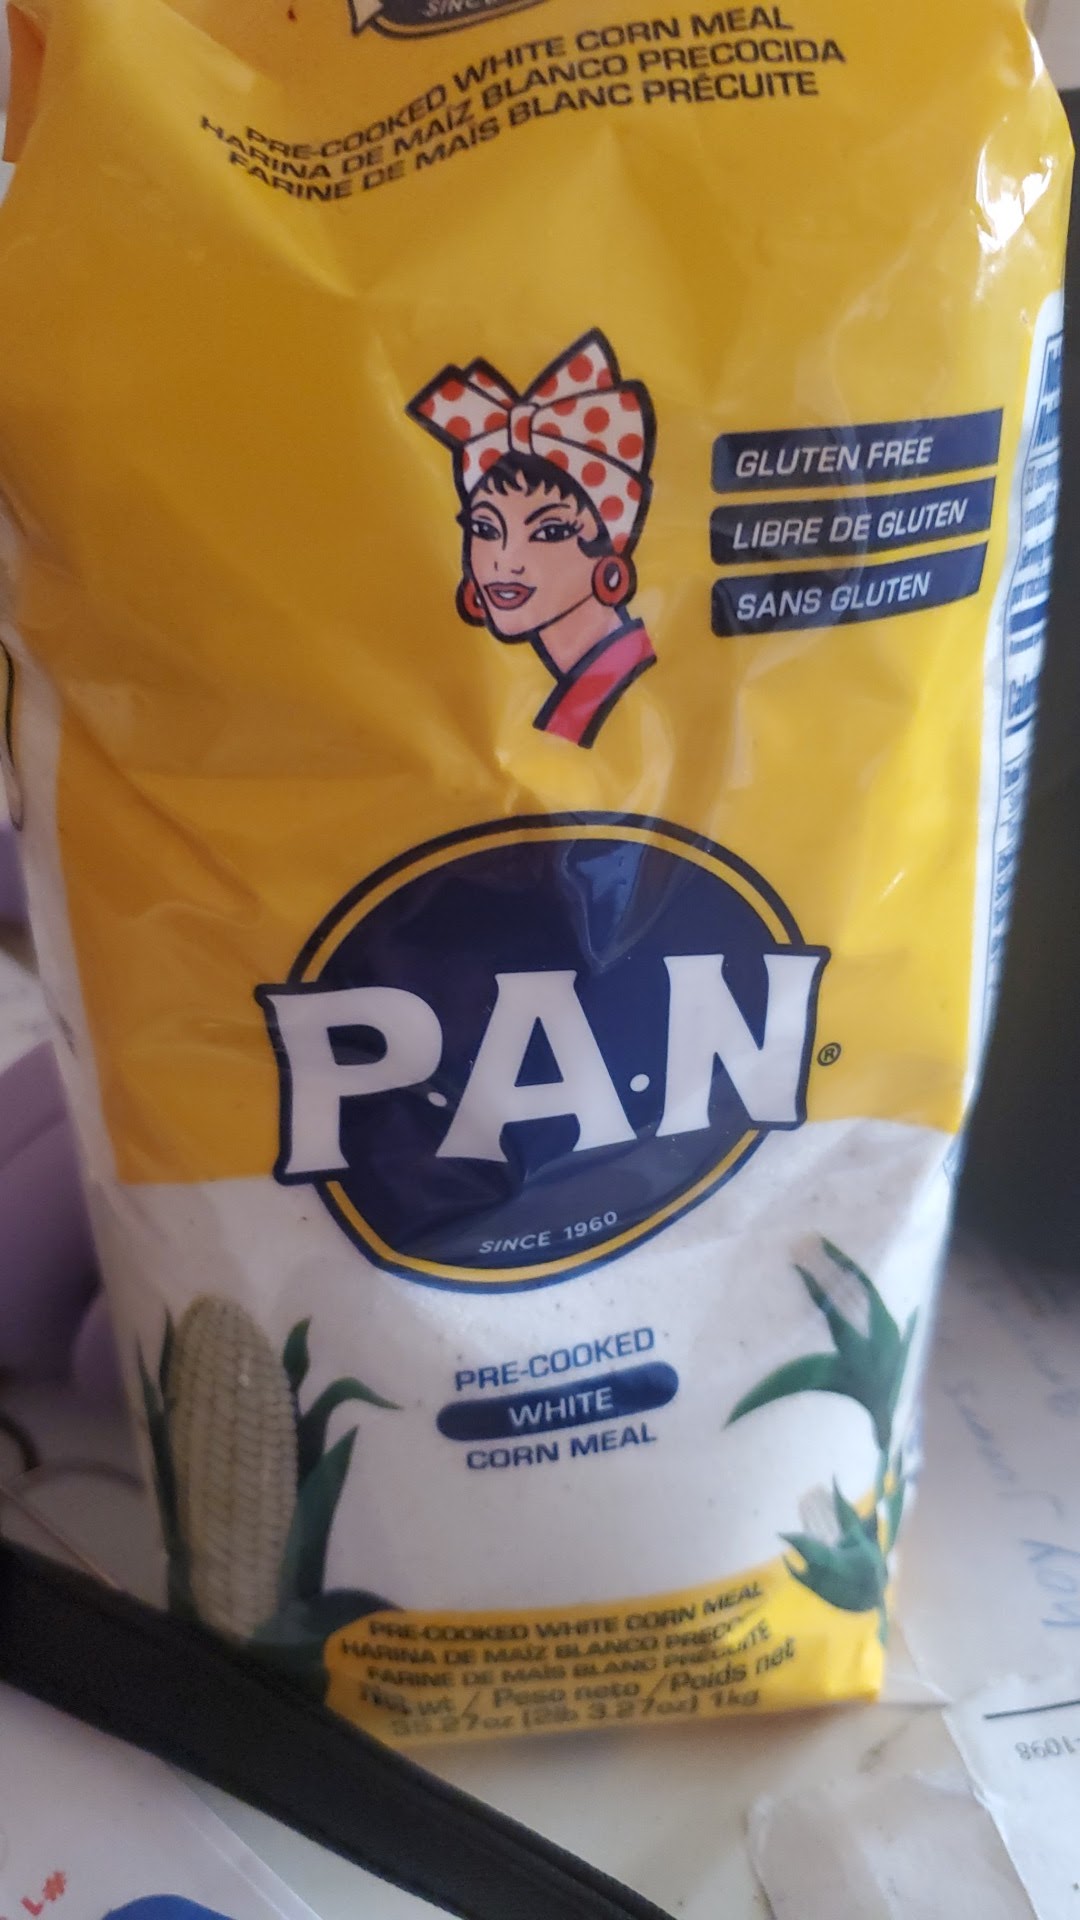 SINCE
PRE-COOKED WHITE CORN MEAL
HARINA DE MAÍZ BLANCO PRECOCIDA
FARINE DE MAÏS BLANC PRÉCUITE
GLUTEN FREE
LIBRE DE GLUTEN
SANS GLUTEN
P.A.N ®
SINCE 1960
PRE-COOKED
WHITE
CORN MEAL
PRE-COOKED WHITE CORN MEAL
HARINA DE MAÍZ BLANCO
FARINE DE MAÏS BLANC PRÉCUITE
Net wt / Peso neto / Poids net
35.27oz (2lb 3.27oz) 1kg
1098
L#